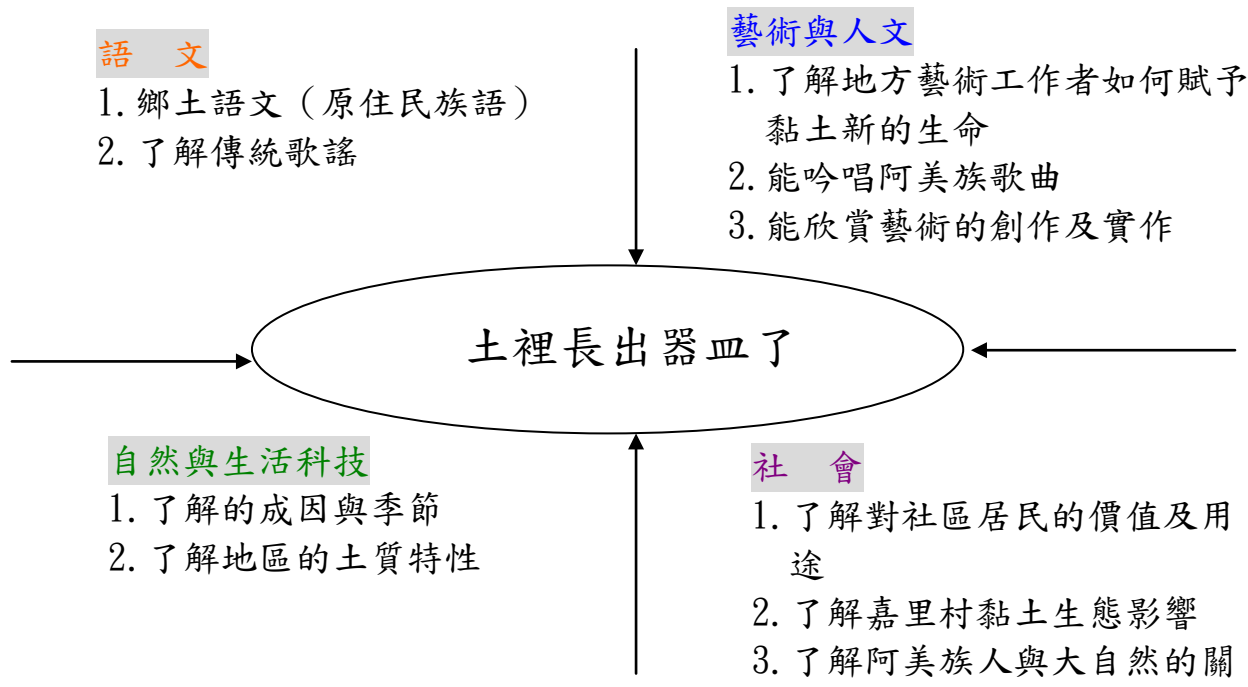 語 文
1.鄉土語文（原住民族語）
2.了解傳統歌謠
藝術與人文
1.了解地方藝術工作者如何賦予
黏土新的生命
2.能吟唱阿美族歌曲
3.能欣賞藝術的創作及實作
土裡長出器皿了
自然與生活科技
1.了解的成因與季節
2.了解地區的土質特性
社 會
1.了解對社區居民的價值及用
途
2.了解嘉里村黏土生態影響
3.了解阿美族人與大自然的關